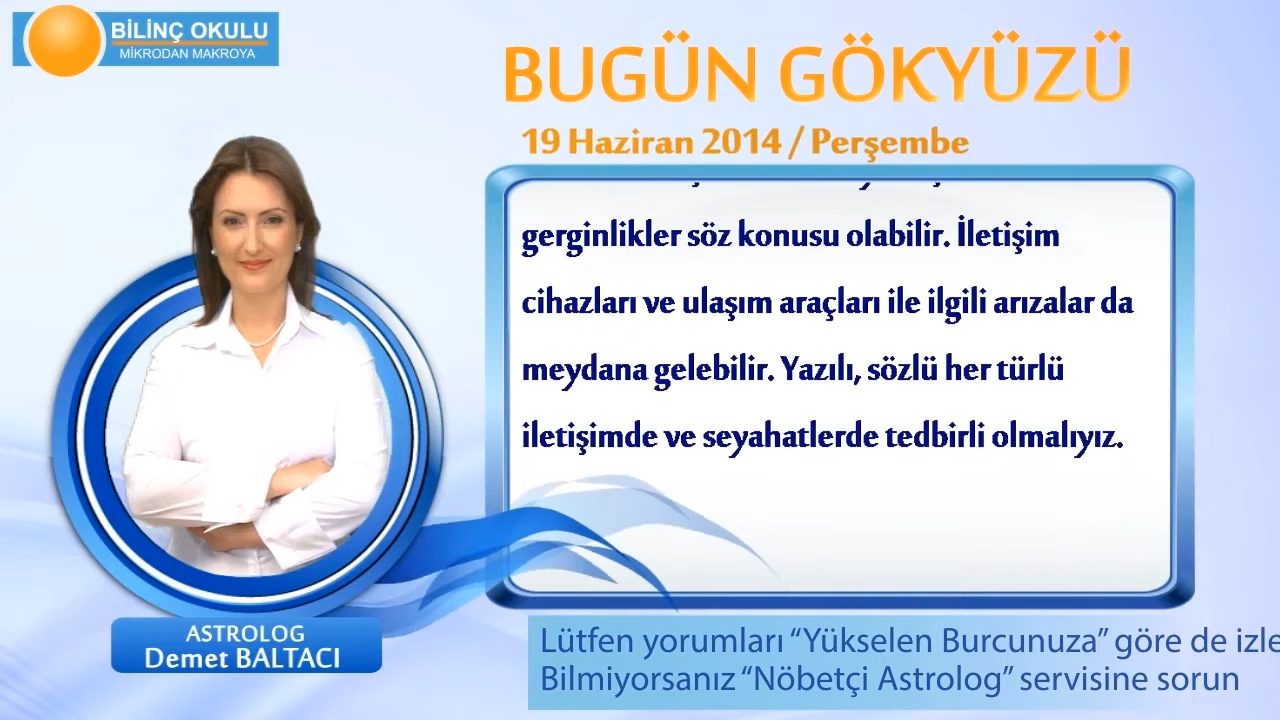 BİLİNÇ OKULU
MİKRODAN MAKROYA
BUGÜN GÖKYÜZÜ
19 Haziran 2014 / Perşembe
gerginlikler söz konusu olabilir. İletişim
cihazları ve ulaşım araçları ile ilgili arızalar da
meydana gelebilir. Yazılı, sözlü her türlü
iletişimde ve seyahatlerde tedbirli olmalıyız.
ASTROLOG
Demet BALTACI
Lütfen yorumları “Yükselen Burcunuza” göre de izle
Bilmiyorsanız “Nöbetçi Astrolog” servisine sorun